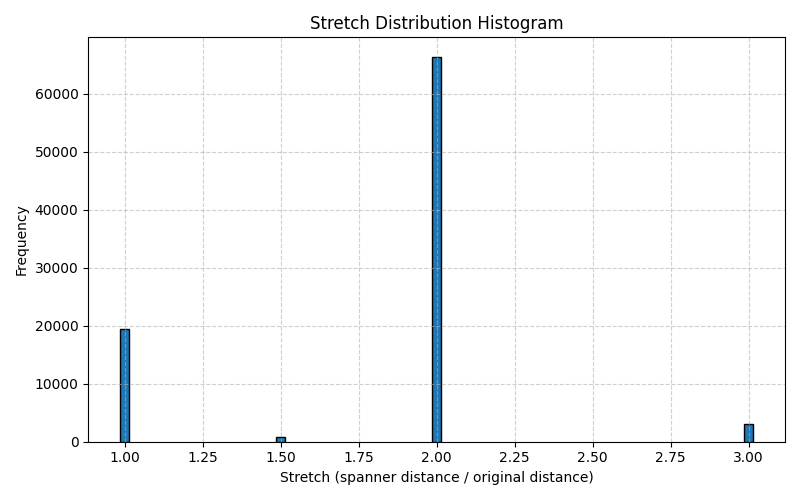 Stretch Distribution Histogram
Frequency
60000
50000
40000
30000
20000
10000
0
1.00 1.25 1.50 1.75 2.00 2.25 2.50 2.75 3.00
Stretch (spanner distance / original distance)